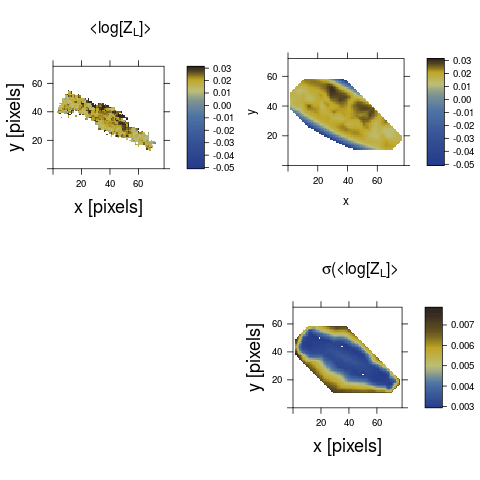 <log[Z_L]>
y [pixels]
60
40
20
20 40 60
x [pixels]
0.03
0.02
0.01
0.00
-0.01
-0.02
-0.03
-0.04
-0.05
y
60
40
20
20 40 60
x
0.03
0.02
0.01
0.00
-0.01
-0.02
-0.03
-0.04
-0.05
σ(<log[Z_L]>
y [pixels]
60
40
20
20 40 60
x [pixels]
0.007
0.006
0.005
0.004
0.003